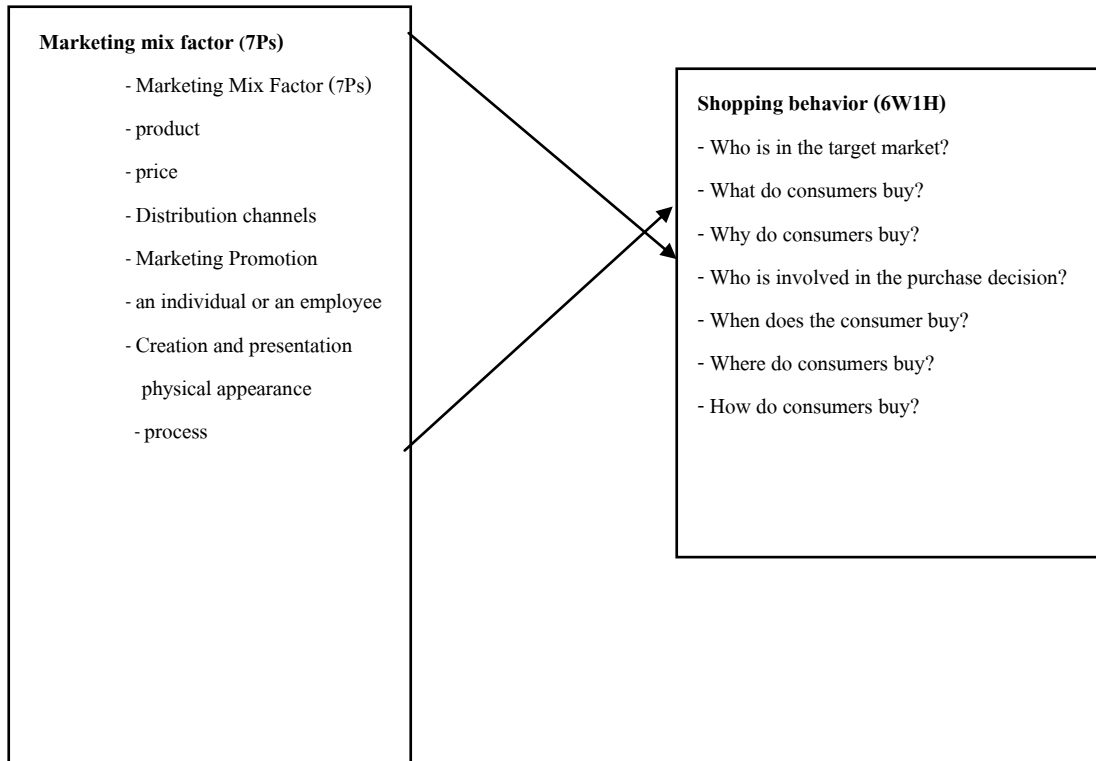 Marketing mix factor (7Ps)
- Marketing Mix Factor (7Ps)
- product
- price
- Distribution channels
- Marketing Promotion
- an individual or an employee
- Creation and presentation
physical appearance
- process
Shopping behavior (6W1H)
- Who is in the target market?
- What do consumers buy?
- Why do consumers buy?
- Who is involved in the purchase decision?
- When does the consumer buy?
- Where do consumers buy?
- How do consumers buy?